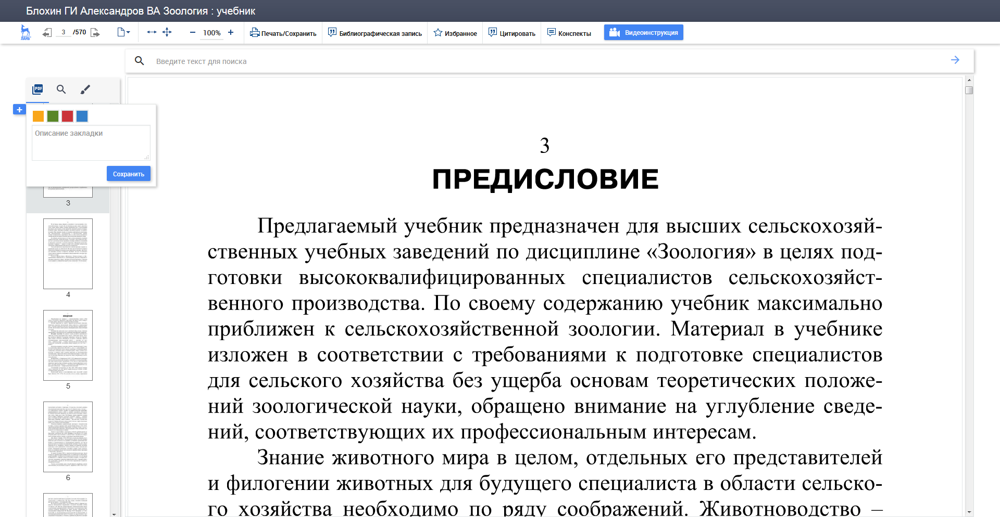 Блохин ГИ Александров ВА Зоология : учебник
ЛАНЬ
3 /570
100%
Печать/Сохранить
Библиографическая запись
Избранное
Цитировать
Конспекты
Видеоинструкция
Введите текст для поиска
PDF
+
Описание закладки
Сохранить
3
4
5
6
3
ПРЕДИСЛОВИЕ
Предлагаемый учебник предназначен для высших сельскохозяй-
ственных учебных заведений по дисциплине «Зоология» в целях под-
готовки высококвалифицированных специалистов сельскохозяйст-
венного производства. По своему содержанию учебник максимально
приближен к сельскохозяйственной зоологии. Материал в учебнике
изложен в соответствии с требованиями к подготовке специалистов
для сельского хозяйства без ущерба основам теоретических положе-
ний зоологической науки, обращено внимание на углубление сведе-
ний, соответствующих их профессиональным интересам.
Знание животного мира в целом, отдельных его представителей
и филогении животных для будущего специалиста в области сельско-
го хозяйства необходимо по ряду соображений. Животноводство –